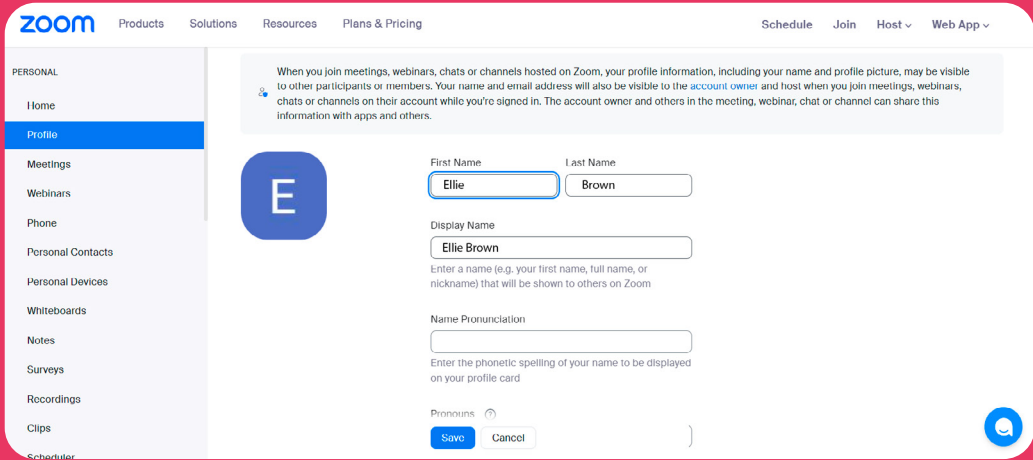 zoom
Products Solutions Resources Plans & Pricing Schedule Join Host Web App
PERSONAL
Home
Profile
Meetings
Webinars
Phone
Personal Contacts
Personal Devices
Whiteboards
Notes
Surveys
Recordings
Clips
Scheduler
When you join meetings, webinars, chats or channels hosted on Zoom, your profile information, including your name and profile picture, may be visible
to other participants or members. Your name and email address will also be visible to the account owner and host when you join meetings, webinars,
chats or channels on their account while you're signed in. The account owner and others in the meeting, webinar, chat or channel can share this
information with apps and others.
E
First Name Last Name
Ellie Brown
Display Name
Ellie Brown
Enter a name (e.g. your first name, full name, or
nickname) that will be shown to others on Zoom
Name Pronunciation
Enter the phonetic spelling of your name to be displayed
on your profile card
Pronouns ?
Save Cancel